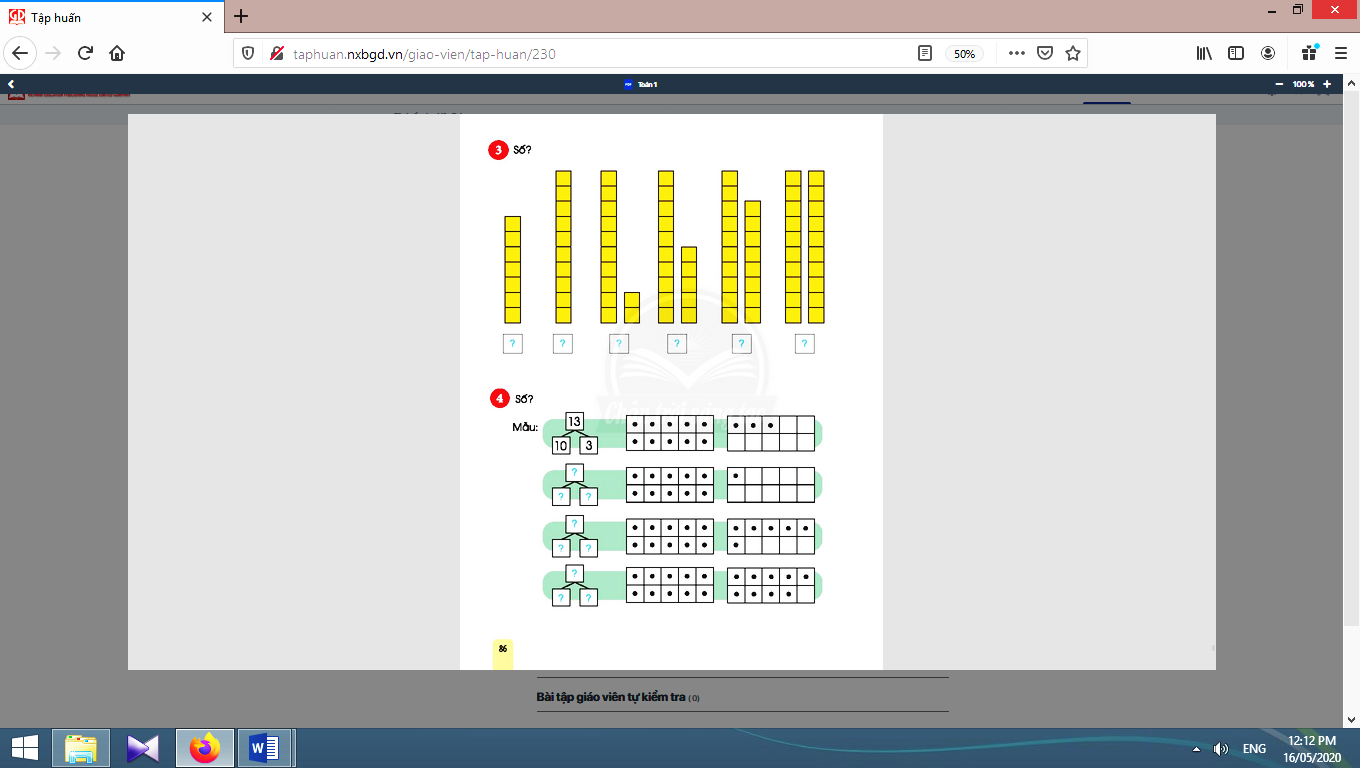 Tập huấn
taphuan.nxbgd.vn/giao-vien/tap-huan/230
50%
Toán 1
100%
3 Số?
? ? ? ? ? ?
4 Số?
Mẫu:
13
10 3
?
? ?
?
? ?
?
? ?
86
Bài tập giáo viên tự kiểm tra (0)
ENG
12:12 PM
16/05/2020